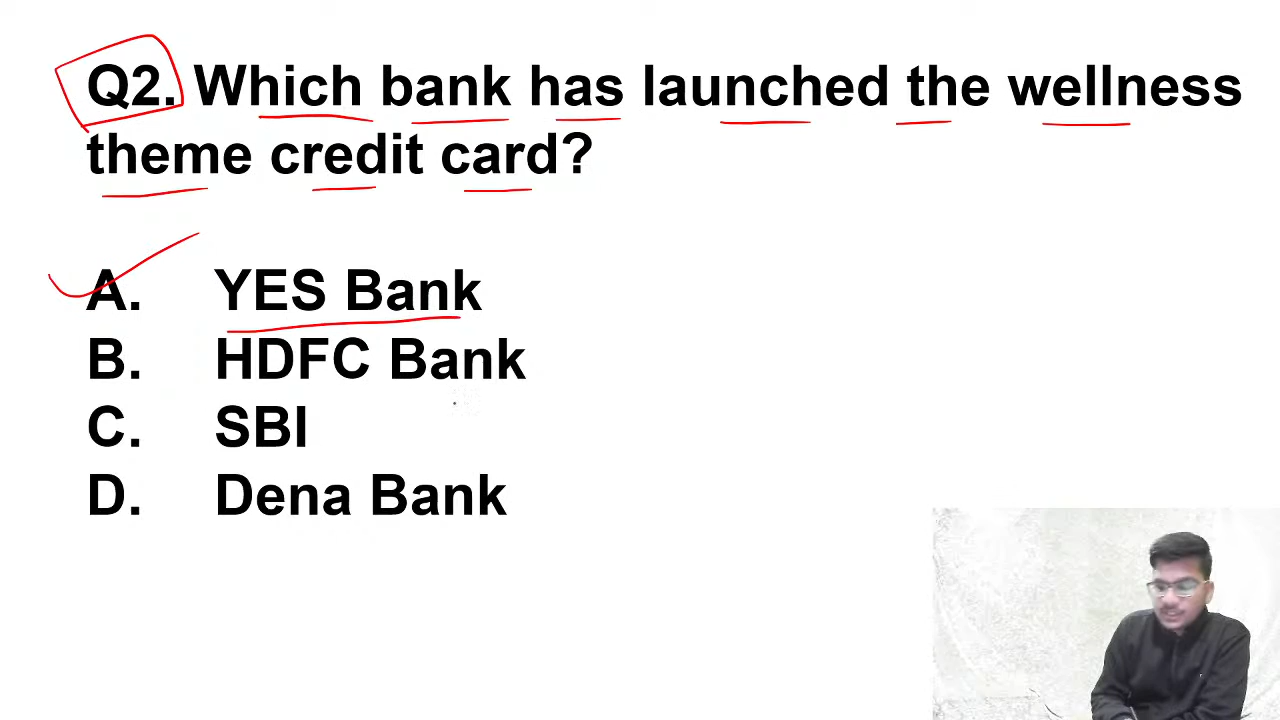 Q2. Which bank has launched the wellness
theme credit card?
A. YES Bank
B. HDFC Bank
C. SBI
D. Dena Bank